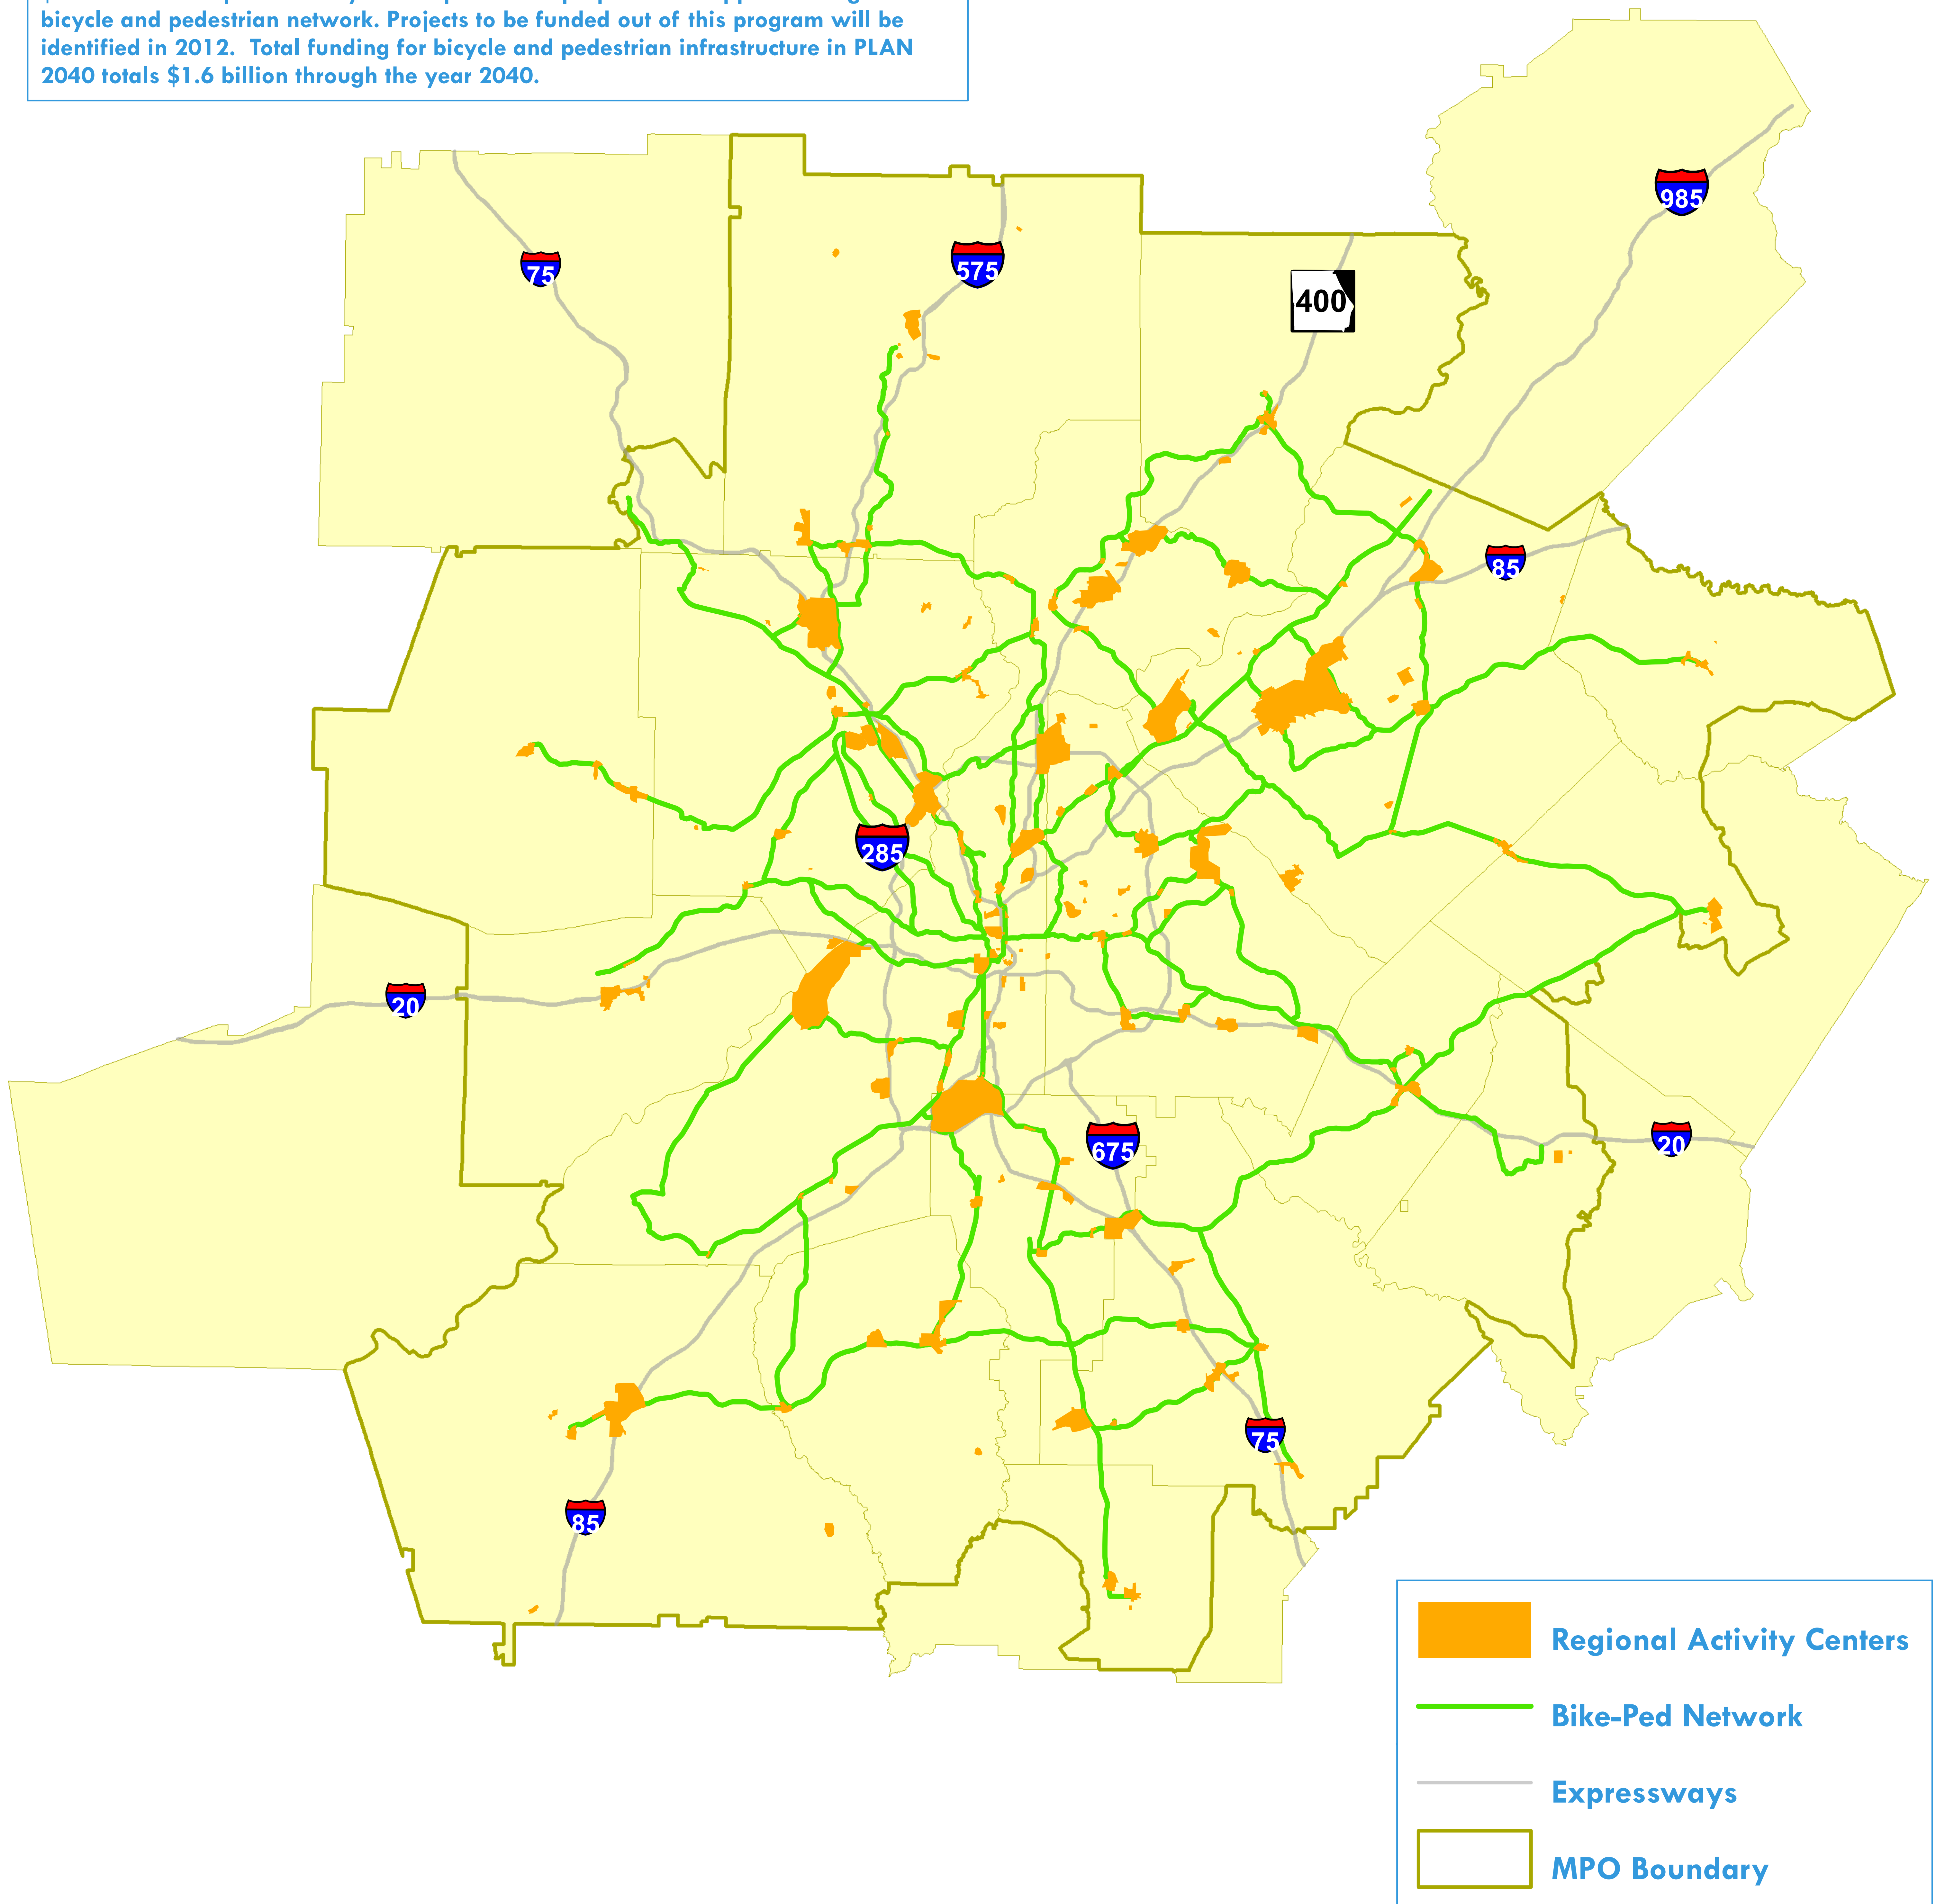 bicycle and pedestrian network. Projects to be funded out of this program will be
identified in 2012. Total funding for bicycle and pedestrian infrastructure in PLAN
2040 totals $1.6 billion through the year 2040.
985
575
75
400
85
285
20
675
20
75
85
Regional Activity Centers
Bike-Ped Network
Expressways
MPO Boundary